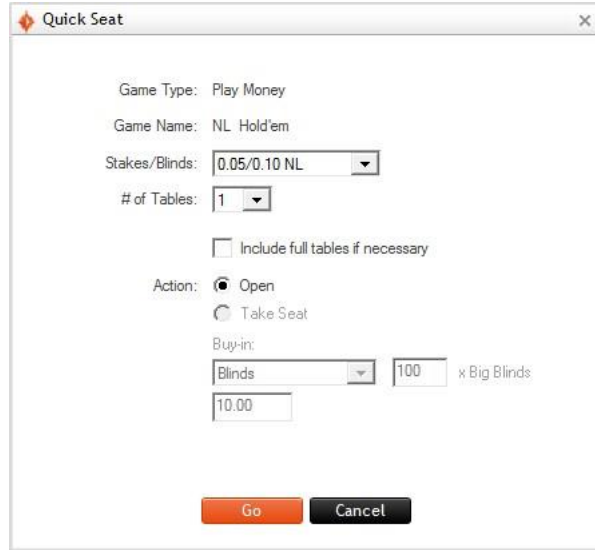 Quick Seat
Game Type: Play Money
Game Name: NL Hold'em
Stakes/Blinds: 0.05/0.10 NL
# of Tables: 1
Include full tables if necessary
Action: Open
Take Seat
Buy-in:
Blinds 100 x Big Blinds
10.00
Go Cancel